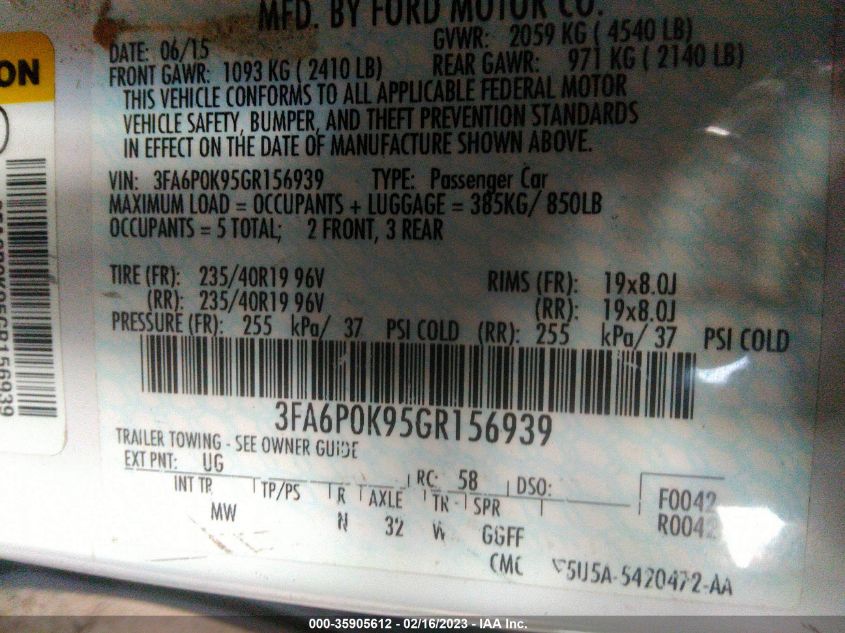 MFD. BY FORD MOTOR CO.
DATE: 06/15 GVWR: 2059 KG ( 4540 LB)
FRONT GAWR: 1093 KG ( 2410 LB) REAR GAWR: 971 KG ( 2140 LB)
THIS VEHICLE CONFORMS TO ALL APPLICABLE FEDERAL MOTOR
VEHICLE SAFETY, BUMPER, AND THEFT PREVENTION STANDARDS
IN EFFECT ON THE DATE OF MANUFACTURE SHOWN ABOVE.
VIN: 3FA6P0K95GR156939 TYPE: Passenger Car
MAXIMUM LOAD = OCCUPANTS + LUGGAGE = 385KG/ 850LB
OCCUPANTS = 5 TOTAL; 2 FRONT, 3 REAR
TIRE (FR): 235/40R19 96V RIMS (FR): 19x8.0J
(RR): 235/40R19 96V (RR): 19x8.0J
PRESSURE (FR): 255 kPa/ 37 PSI COLD (RR): 255 kPa/ 37 PSI COLD
3FA6P0K95GR156939
TRAILER TOWING - SEE OWNER GUIDE
EXT PNT: UG RC: 58 DSO:
INT TR TP/PS R AXLE TR SPR F0042
MW N 32 W GGFF R0042
CMC 5U5A-5420472-AA
ON
3FA6P0K95GR156939
000-35905612 - 02/16/2023 - IAA Inc.